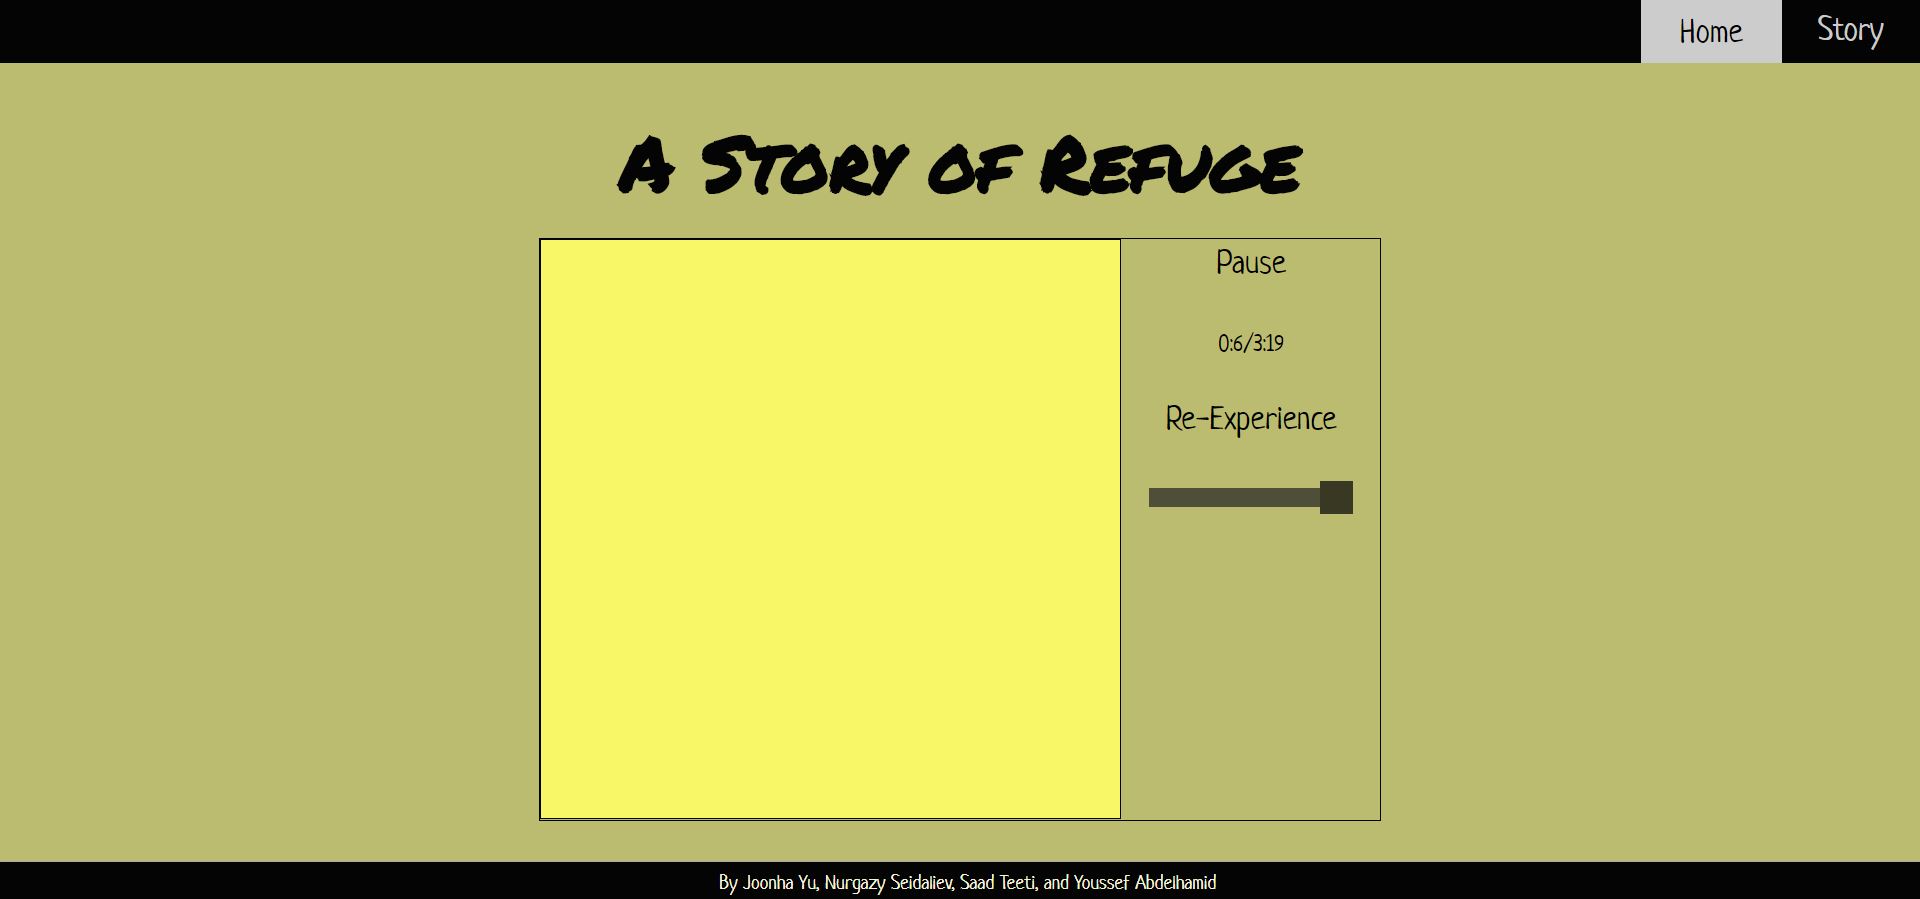 Home Story
A Story of Refuge
Pause
0:6/3:19
Re-Experience
By Joonha Yu, Nurgazy Seidaliev, Saad Teeti, and Youssef Abdelhamid